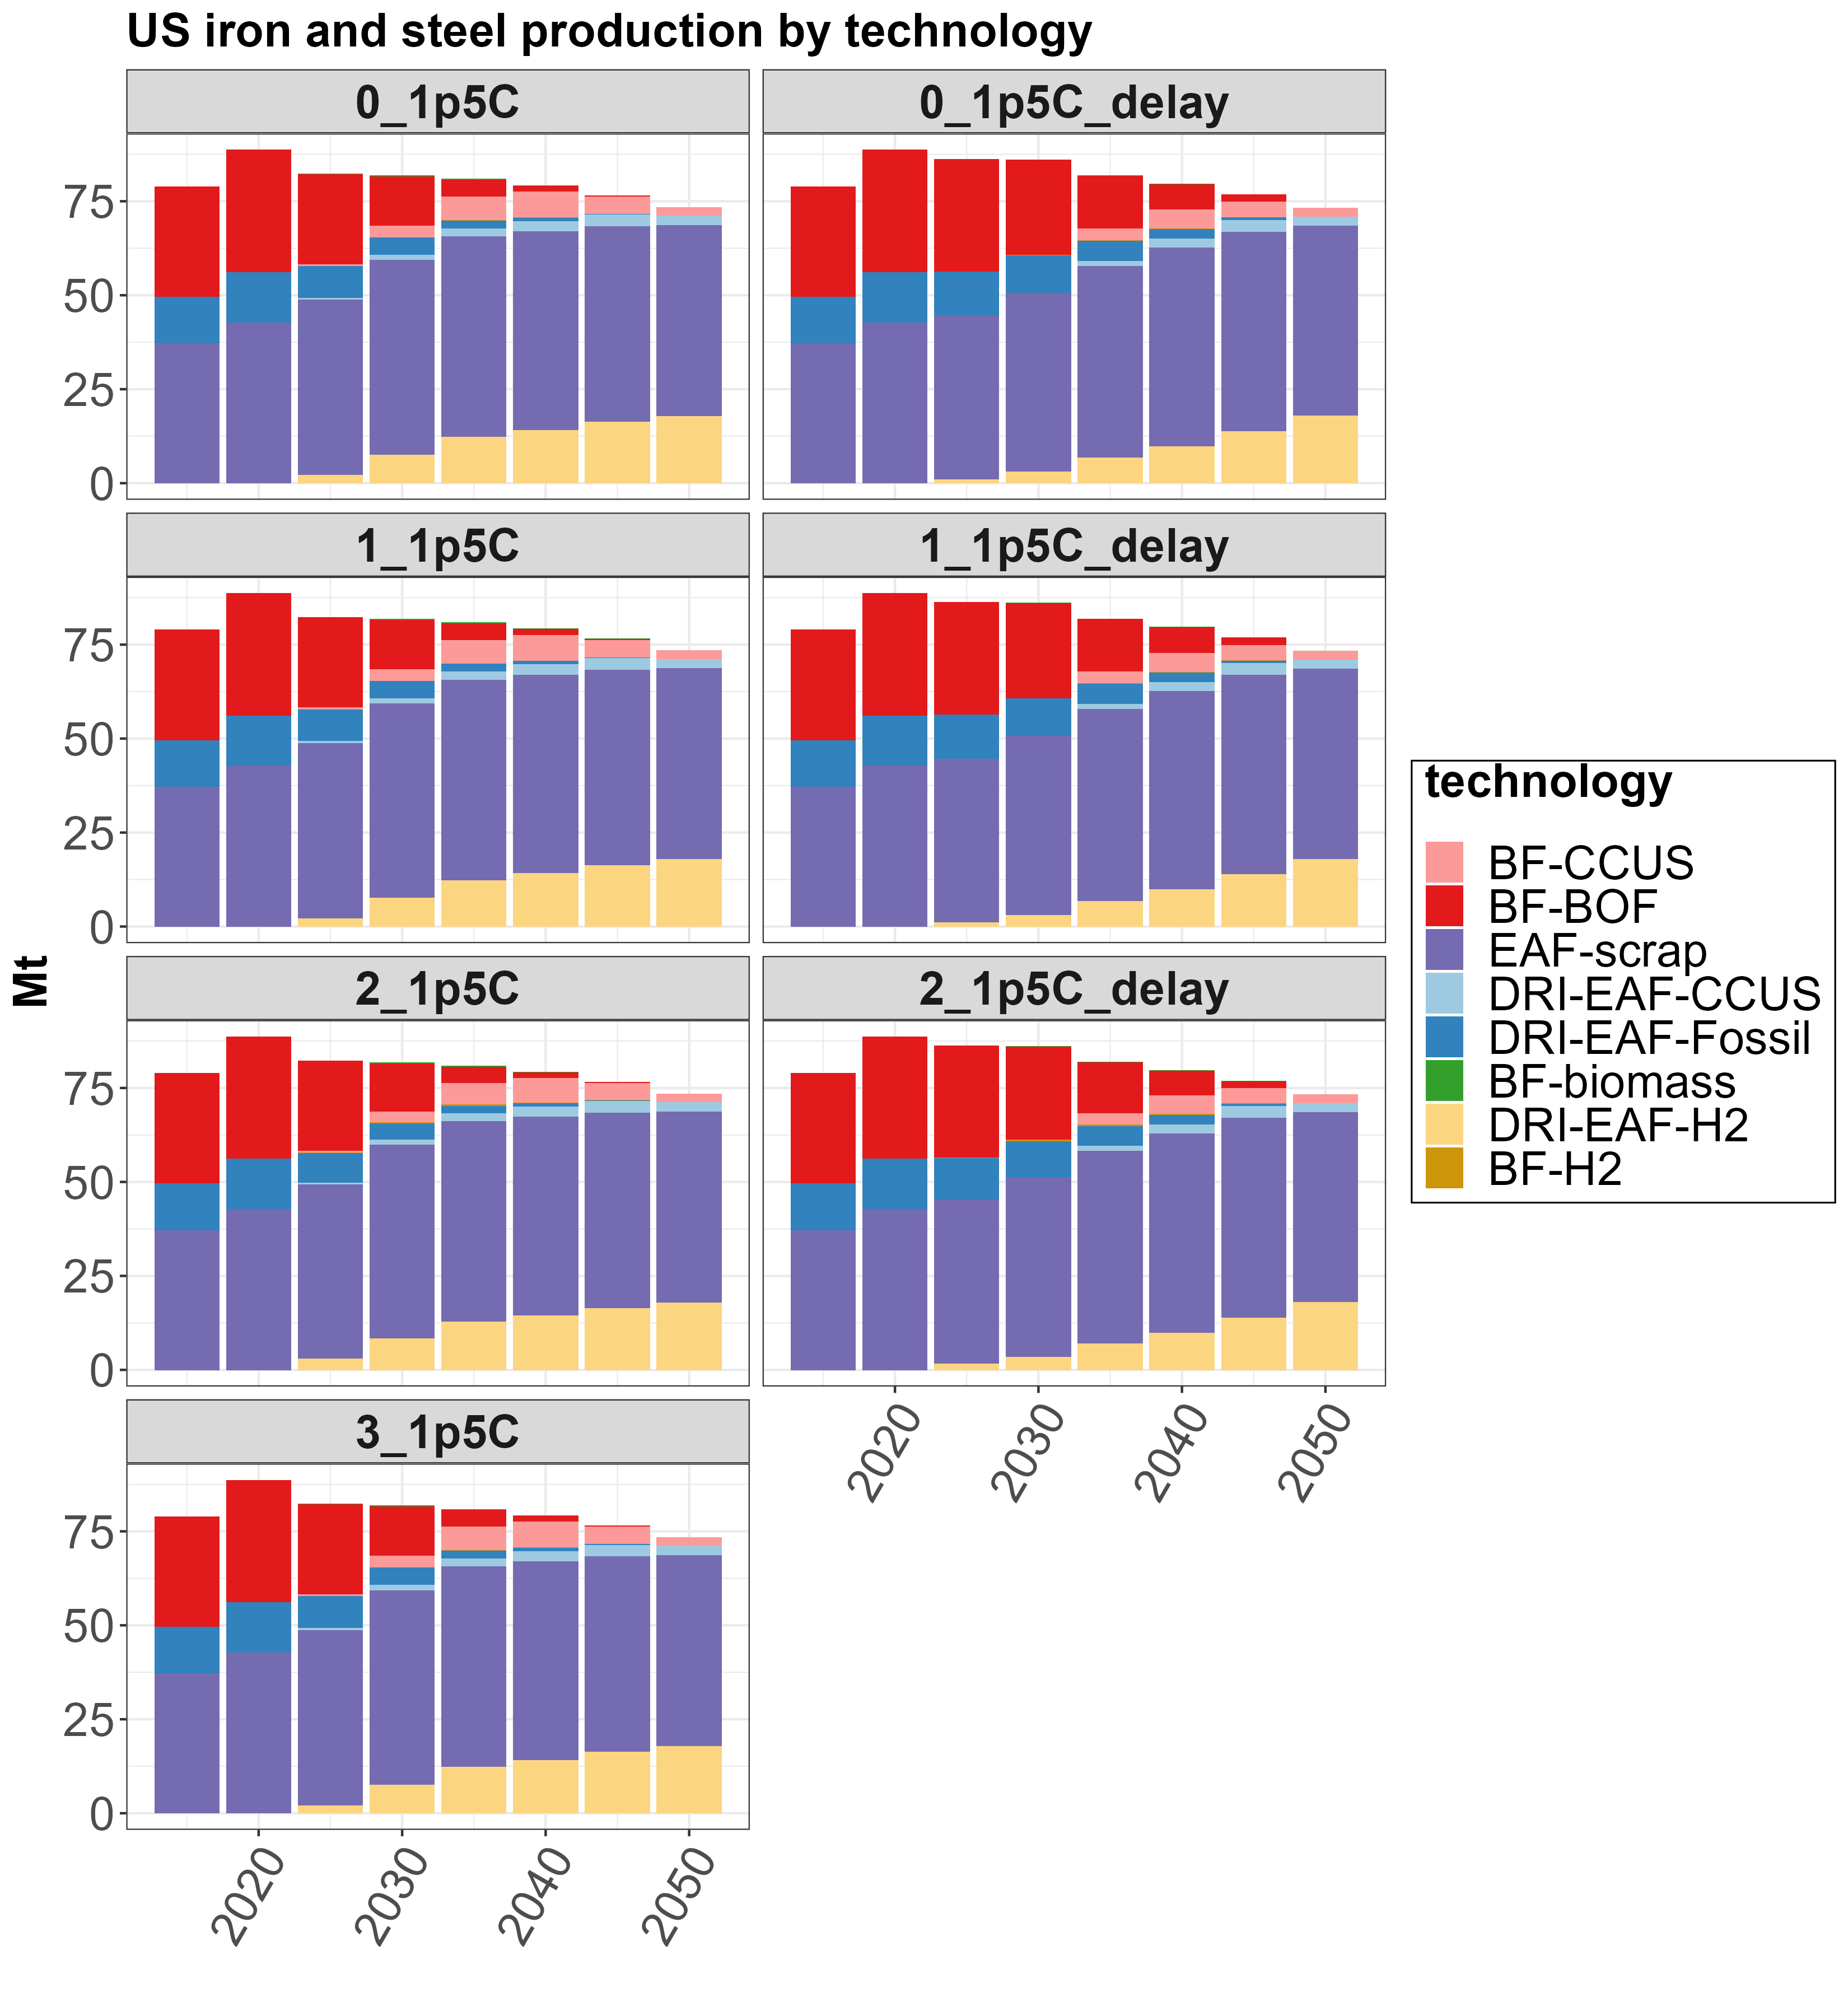 US iron and steel production by technology
0_1p5C
0_1p5C_delay
75
50
25
0
1_1p5C
1_1p5C_delay
75
50
25
0
Mt
2_1p5C
2_1p5C_delay
75
50
25
0
2020
2030
2040
2050
3_1p5C
75
50
25
0
2020
2030
2040
2050
technology
BF-CCUS
BF-BOF
EAF-scrap
DRI-EAF-CCUS
DRI-EAF-Fossil
BF-biomass
DRI-EAF-H2
BF-H2